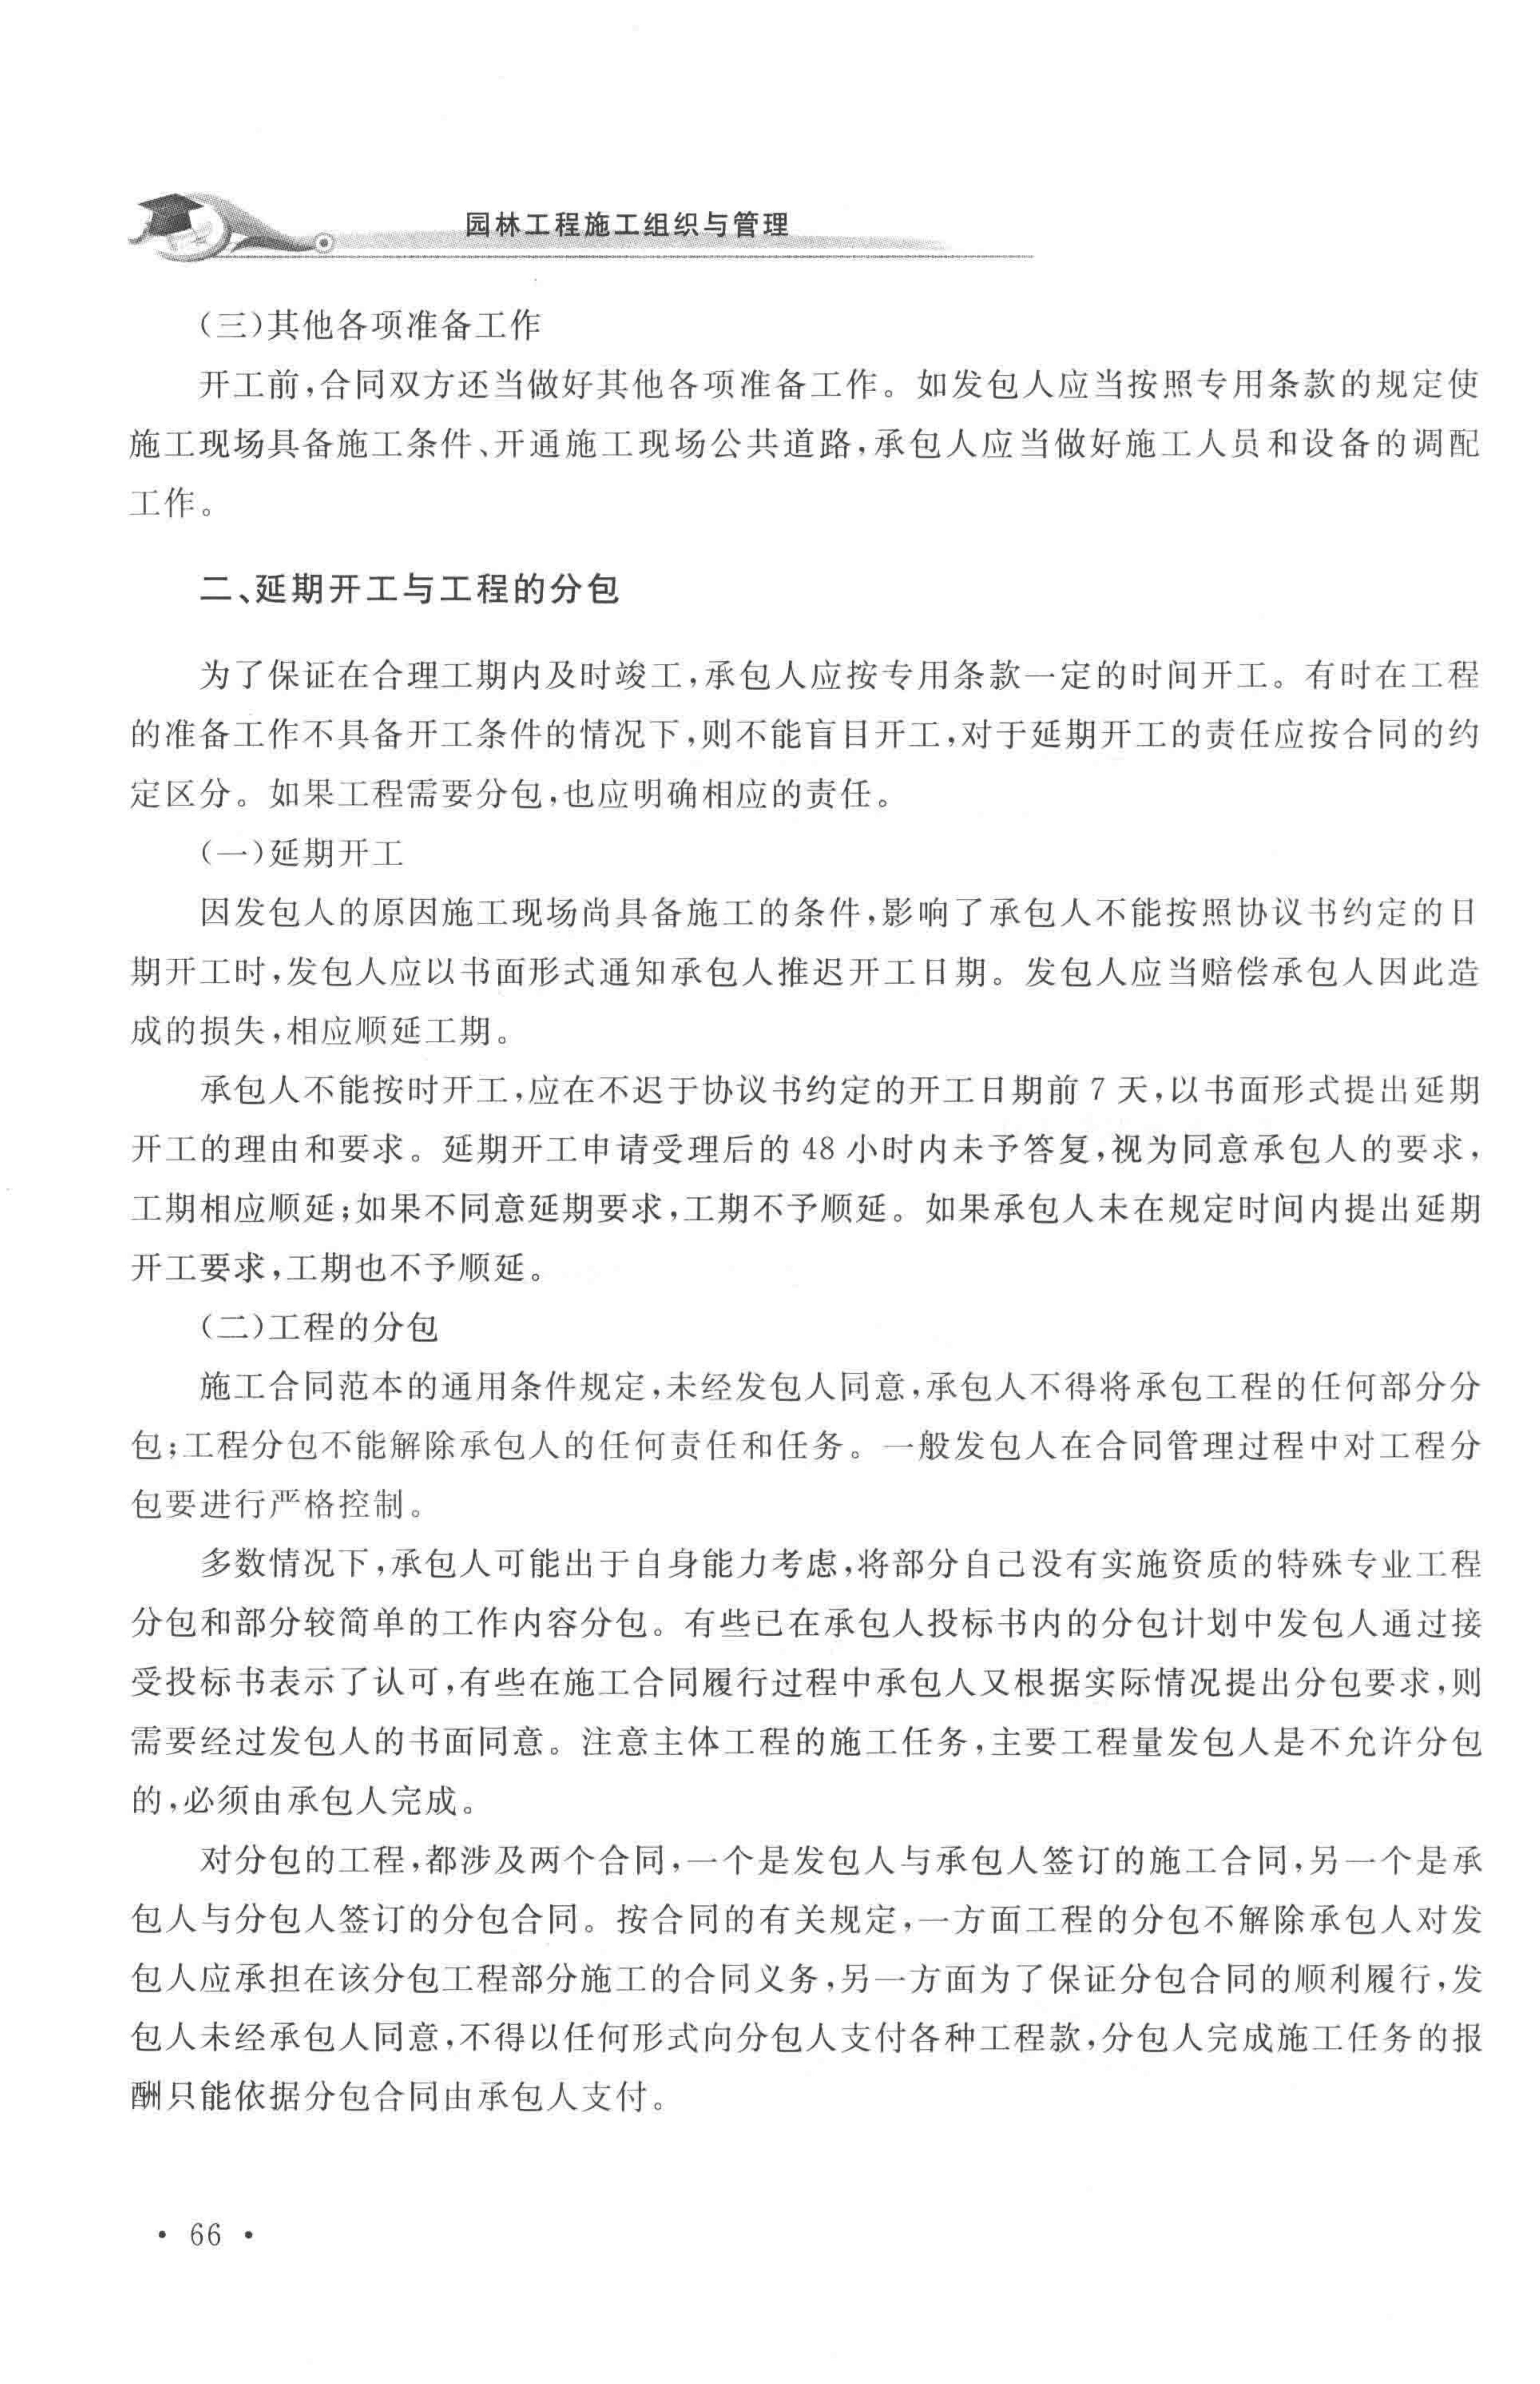 园林工程施工组织与管理
(三)其他各项准备工作
开工前,合同双方还当做好其他各项准备工作。如发包人应当按照专用条款的规定使
施工现场具备施工条件、开通施工现场公共道路,承包人应当做好施工人员和设备的调配
工作。
二、延期开工与工程的分包
为了保证在合理工期内及时竣工,承包人应按专用条款一定的时间开工。有时在工程
的准备工作不具备开工条件的情况下,则不能盲目开工,对于延期开工的责任应按合同的约
定区分。如果工程需要分包,也应明确相应的责任。
(一)延期开工
因发包人的原因施工现场尚具备施工的条件,影响了承包人不能按照协议书约定的日
期开工时,发包人应以书面形式通知承包人推迟开工日期。发包人应当赔偿承包人因此造
成的损失,相应顺延工期。
承包人不能按时开工,应在不迟于协议书约定的开工日期前 7 天,以书面形式提出延期
开工的理由和要求。延期开工申请受理后的 48 小时内未予答复,视为同意承包人的要求,
工期相应顺延;如果不同意延期要求,工期不予顺延。如果承包人未在规定时间内提出延期
开工要求,工期也不予顺延。
(二)工程的分包
施工合同范本的通用条件规定,未经发包人同意,承包人不得将承包工程的任何部分分
包;工程分包不能解除承包人的任何责任和任务。一般发包人在合同管理过程中对工程分
包要进行严格控制。
多数情况下,承包人可能出于自身能力考虑,将部分自己没有实施资质的特殊专业工程
分包和部分较简单的工作内容分包。有些已在承包人投标书内的分包计划中发包人通过接
受投标书表示了认可,有些在施工合同履行过程中承包人又根据实际情况提出分包要求,则
需要经过发包人的书面同意。注意主体工程的施工任务,主要工程量发包人是不允许分包
的,必须由承包人完成。
对分包的工程,都涉及两个合同,一个是发包人与承包人签订的施工合同,另一个是承
包人与分包人签订的分包合同。按合同的有关规定,一方面工程的分包不解除承包人对发
包人应承担在该分包工程部分施工的合同义务,另一方面为了保证分包合同的顺利履行,发
包人未经承包人同意,不得以任何形式向分包人支付各种工程款,分包人完成施工任务的报
酬只能依据分包合同由承包人支付。
· 66 ·